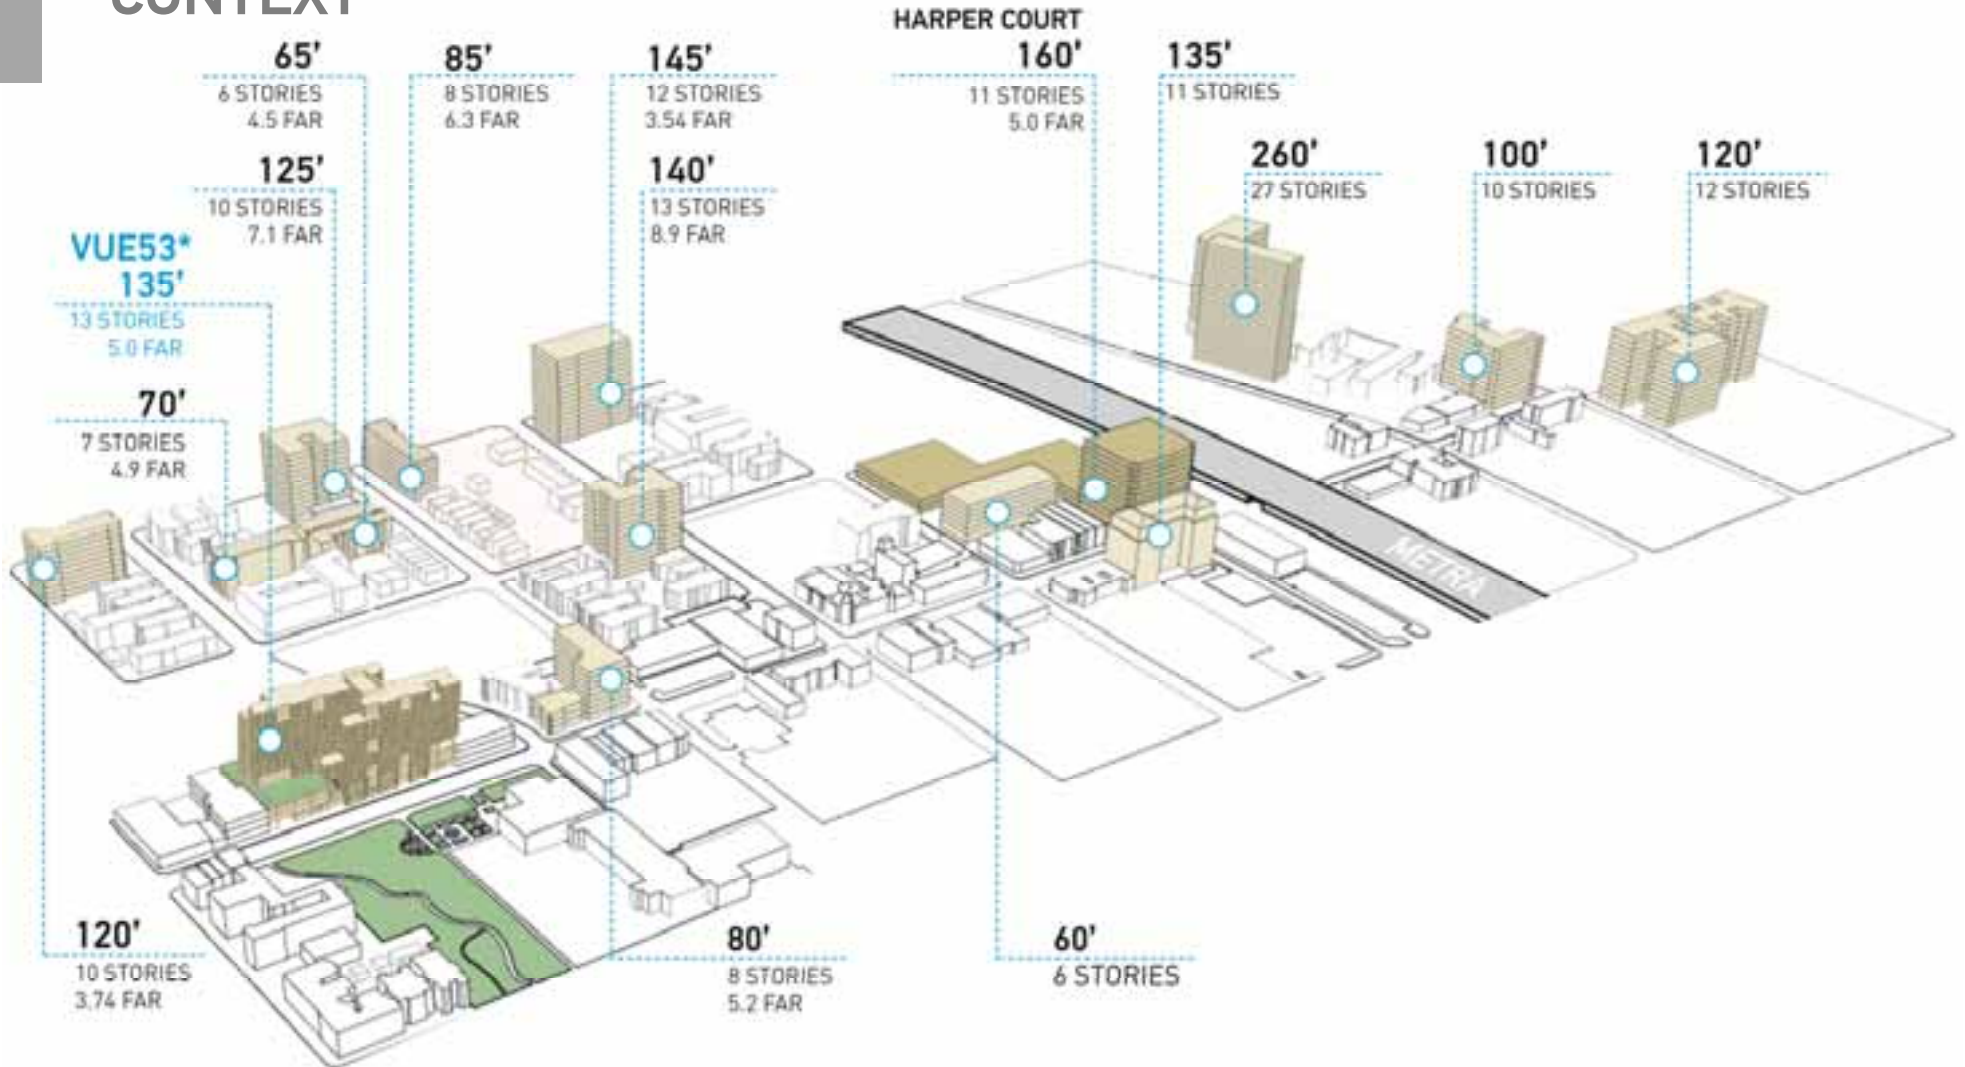 CONTEXT
65'
6 STORIES
4.5 FAR
85'
8 STORIES
6.3 FAR
145'
12 STORIES
3.54 FAR
HARPER COURT
160'
11 STORIES
5.0 FAR
135'
11 STORIES
125'
10 STORIES
7.1 FAR
140'
13 STORIES
8.9 FAR
260'
27 STORIES
100'
10 STORIES
120'
12 STORIES
VUE53*
135'
13 STORIES
5.0 FAR
70'
7 STORIES
4.9 FAR
METRA
120'
10 STORIES
3.74 FAR
80'
8 STORIES
5.2 FAR
60'
6 STORIES